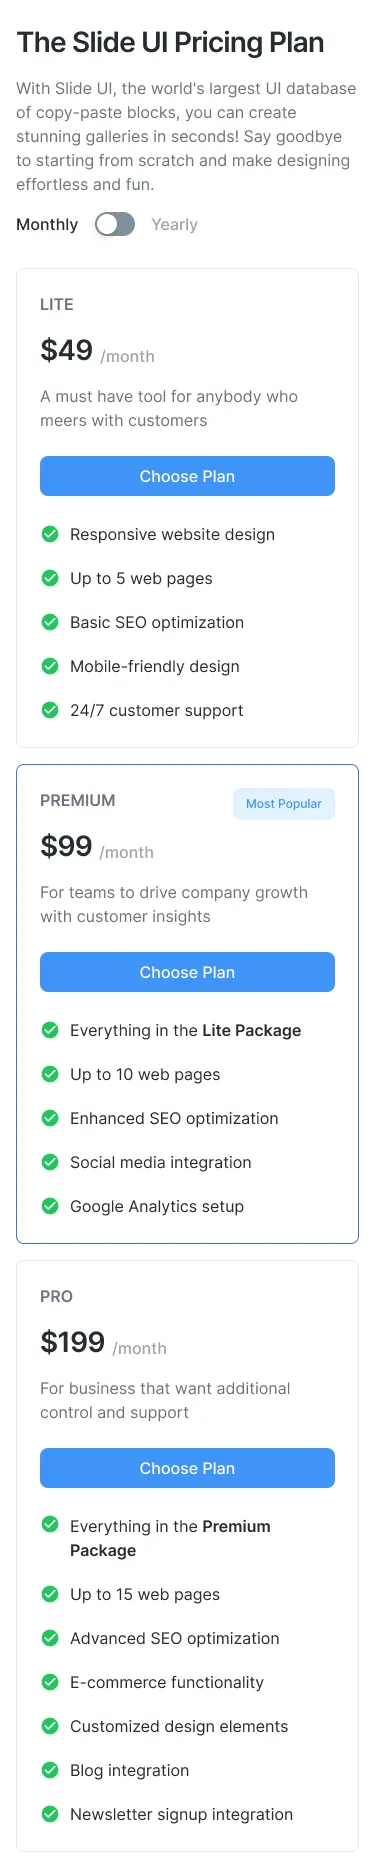 The Slide UI Pricing Plan
With Slide UI, the world's largest UI database
of copy-paste blocks, you can create
stunning galleries in seconds! Say goodbye
to starting from scratch and make designing
effortless and fun.
Monthly Yearly
LITE
$49 /month
A must have tool for anybody who
meers with customers
Choose Plan
Responsive website design
Up to 5 web pages
Basic SEO optimization
Mobile-friendly design
24/7 customer support
PREMIUM Most Popular
$99 /month
For teams to drive company growth
with customer insights
Choose Plan
Everything in the Lite Package
Up to 10 web pages
Enhanced SEO optimization
Social media integration
Google Analytics setup
PRO
$199 /month
For business that want additional
control and support
Choose Plan
Everything in the Premium
Package
Up to 15 web pages
Advanced SEO optimization
E-commerce functionality
Customized design elements
Blog integration
Newsletter signup integration